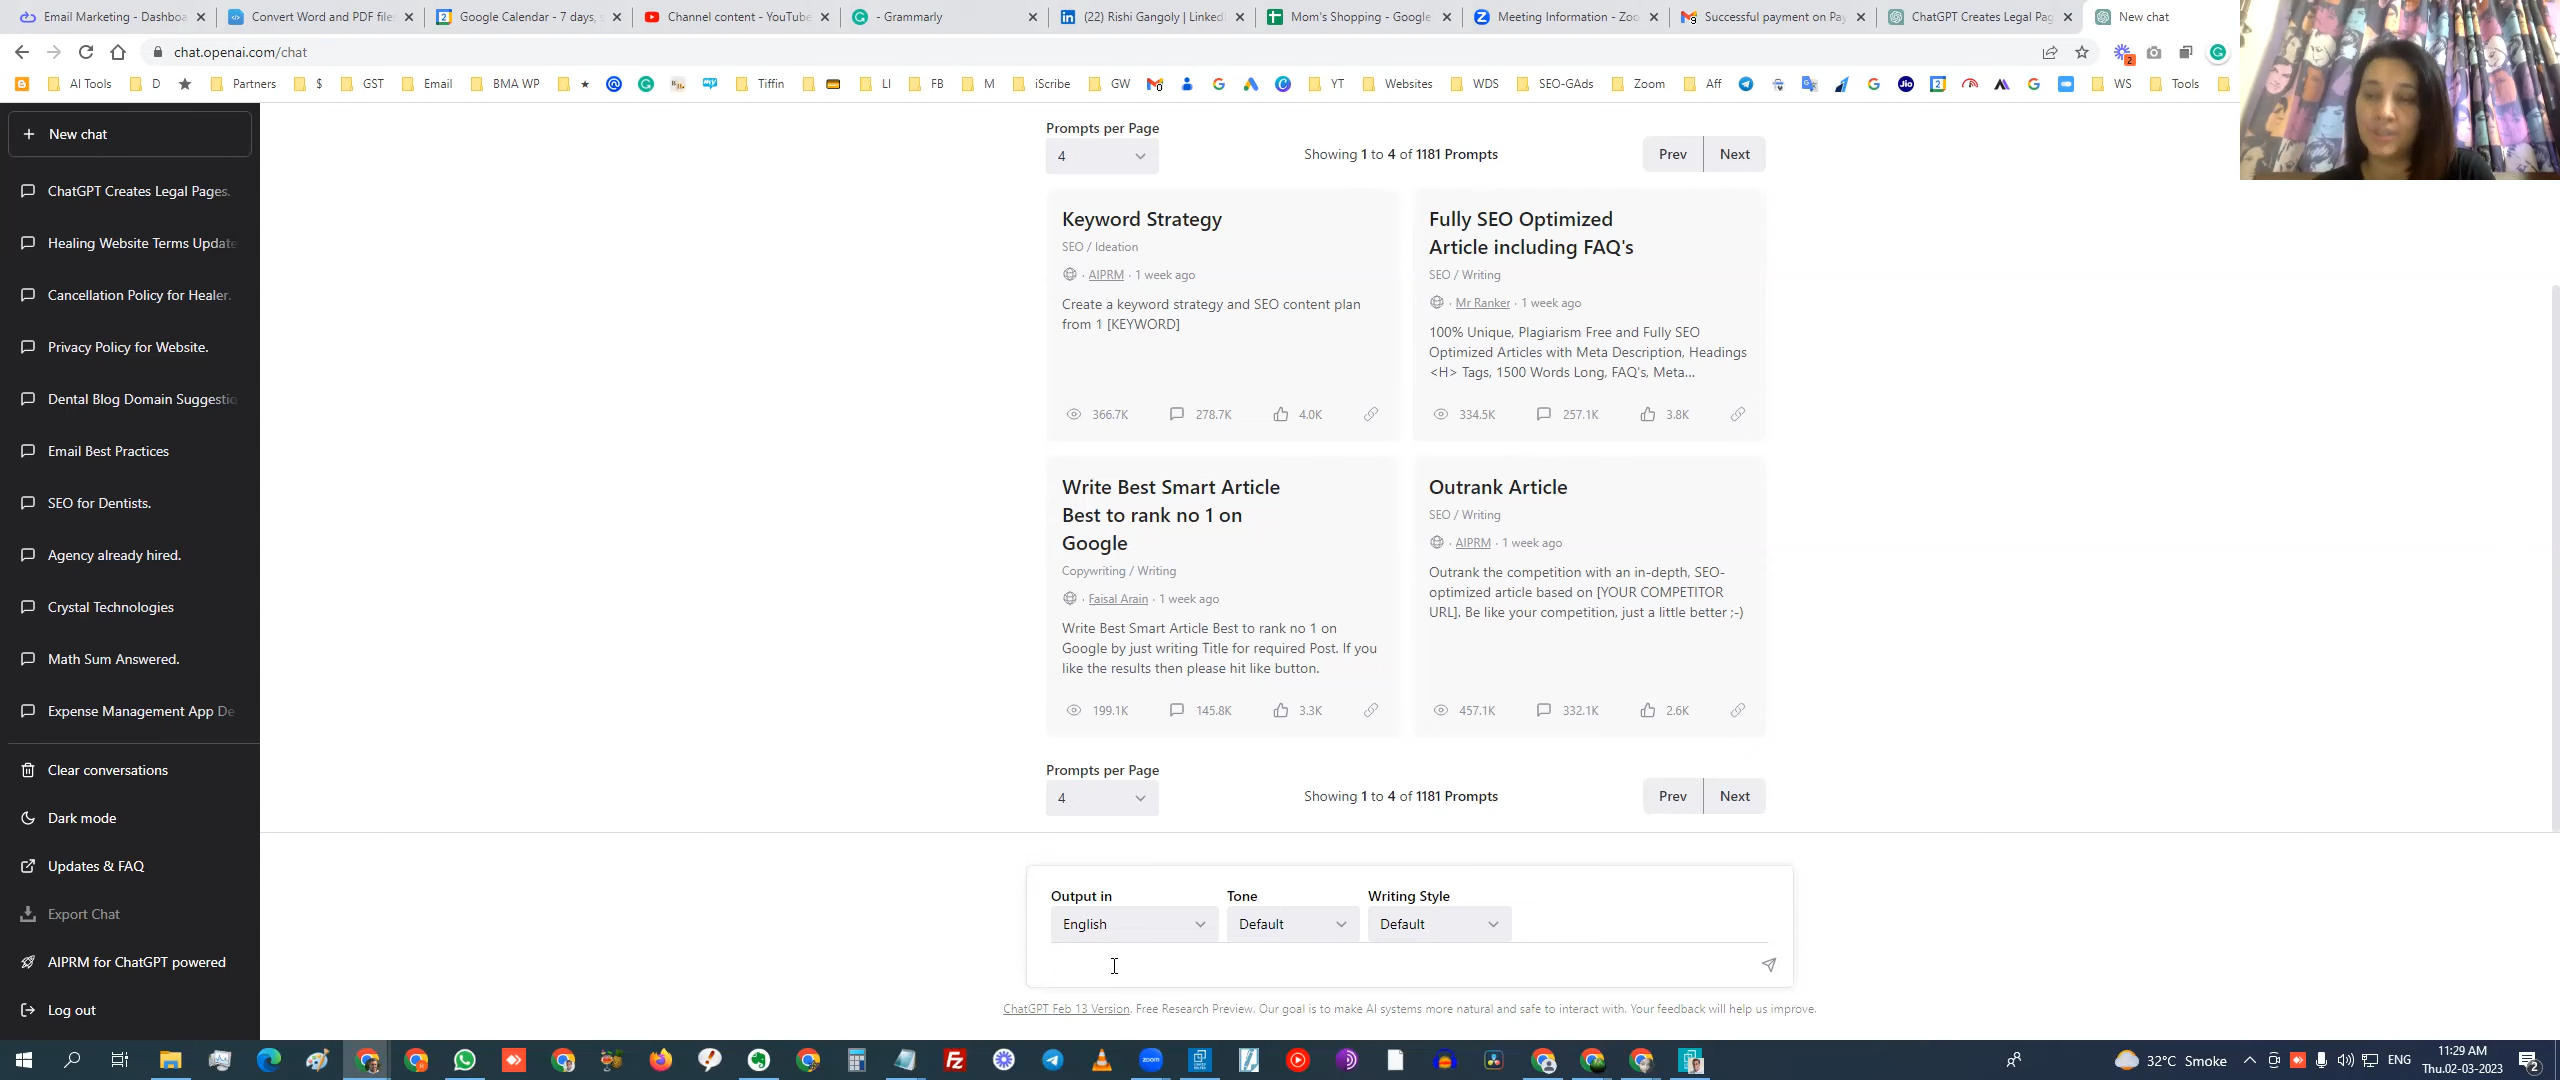 Email Marketing - Dashboa
Convert Word and PDF file
Google Calendar - 7 days, s
Channel content - YouTube
- Grammarly
(22) Rishi Gangoly | Linked
Mom's Shopping - Google
Meeting Information - Zoo
Successful payment on Pay
ChatGPT Creates Legal Pag
New chat
chat.openai.com/chat
AI Tools
D
Partners
$
GST
Email
BMA WP
Tiffin
LI
FB
M
iScribe
GW
YT
Websites
WDS
SEO-GAds
Zoom
Aff
Jio
WS
Tools
New chat
ChatGPT Creates Legal Pages.
Healing Website Terms Update
Cancellation Policy for Healer.
Privacy Policy for Website.
Dental Blog Domain Suggestio
Email Best Practices
SEO for Dentists.
Agency already hired.
Crystal Technologies
Math Sum Answered.
Expense Management App De
Clear conversations
Dark mode
Updates & FAQ
Export Chat
AIPRM for ChatGPT powered
Log out
Prompts per Page
4
Showing 1 to 4 of 1181 Prompts
Prev
Next
Keyword Strategy
SEO / Ideation
· AIPRM · 1 week ago
Create a keyword strategy and SEO content plan
from 1 [KEYWORD]
366.7K
278.7K
4.0K
Fully SEO Optimized
Article including FAQ's
SEO / Writing
· Mr Ranker · 1 week ago
100% Unique, Plagiarism Free and Fully SEO
Optimized Articles with Meta Description, Headings
<H> Tags, 1500 Words Long, FAQ's, Meta...
334.5K
257.1K
3.8K
Write Best Smart Article
Best to rank no 1 on
Google
Copywriting / Writing
· Faisal Arain · 1 week ago
Write Best Smart Article Best to rank no 1 on
Google by just writing Title for required Post. If you
like the results then please hit like button.
199.1K
145.8K
3.3K
Outrank Article
SEO / Writing
· AIPRM · 1 week ago
Outrank the competition with an in-depth, SEO-
optimized article based on [YOUR COMPETITOR
URL]. Be like your competition, just a little better ;-)
457.1K
332.1K
2.6K
Prompts per Page
4
Showing 1 to 4 of 1181 Prompts
Prev
Next
Output in
Tone
Writing Style
English
Default
Default
ChatGPT Feb 13 Version. Free Research Preview. Our goal is to make AI systems more natural and safe to interact with. Your feedback will help us improve.
zoom
32°C Smoke
ENG
11:29 AM
Thu.02-03-2023
2